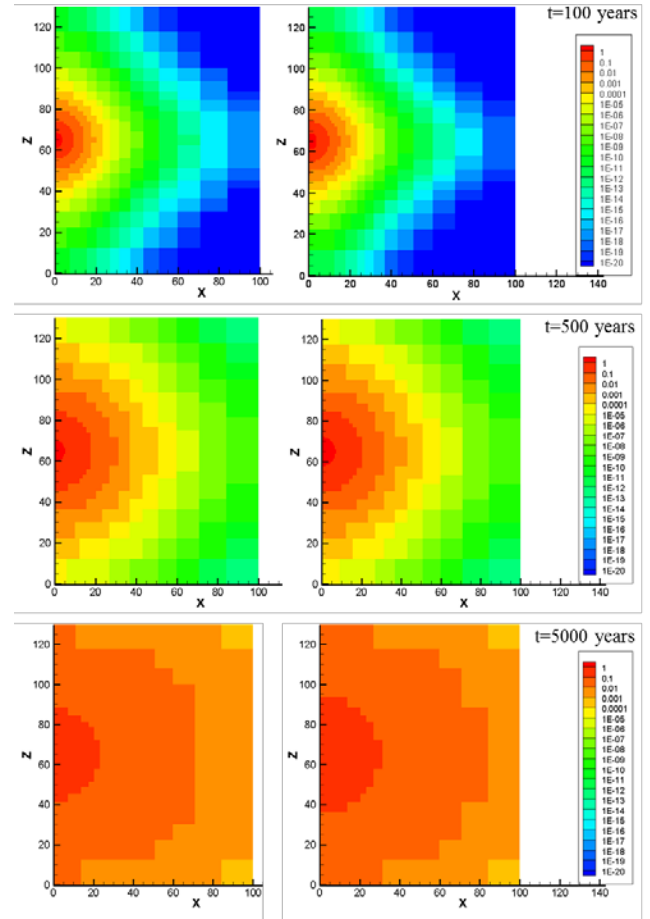 t=100 years
1
0.1
0.01
0.001
0.0001
1E-05
1E-06
1E-07
1E-08
1E-09
1E-10
1E-11
1E-12
1E-13
1E-14
1E-15
1E-16
1E-17
1E-18
1E-19
1E-20
Z
120
100
80
60
40
20
0
0 20 40 60 80 100
X
Z
120
100
80
60
40
20
0
0 20 40 60 80 100 120 140
X
t=500 years
1
0.1
0.01
0.001
0.0001
1E-05
1E-06
1E-07
1E-08
1E-09
1E-10
1E-11
1E-12
1E-13
1E-14
1E-15
1E-16
1E-17
1E-18
1E-19
1E-20
Z
120
100
80
60
40
20
0
0 20 40 60 80 100
X
Z
120
100
80
60
40
20
0
0 20 40 60 80 100 120 140
X
t=5000 years
1
0.1
0.01
0.001
0.0001
1E-05
1E-06
1E-07
1E-08
1E-09
1E-10
1E-11
1E-12
1E-13
1E-14
1E-15
1E-16
1E-17
1E-18
1E-19
1E-20
Z
120
100
80
60
40
20
0
0 20 40 60 80 100
X
Z
120
100
80
60
40
20
0
0 20 40 60 80 100 120 140
X